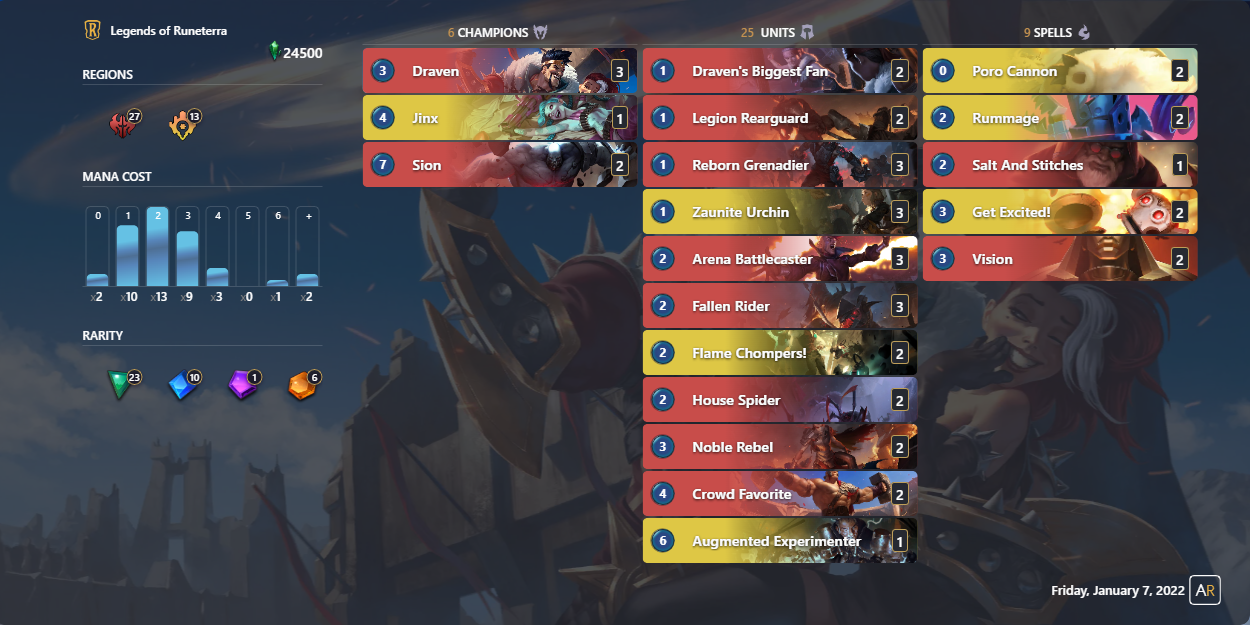 Legends of Runeterra
24500
REGIONS
27 13
MANA COST
0 1 2 3 4 5 6 +
x2 x10 x13 x9 x3 x0 x1 x2
RARITY
23 10 1 6
6 CHAMPIONS
3 Draven 3
4 Jinx 1
7 Sion 2
25 UNITS
1 Draven's Biggest Fan 2
1 Legion Rearguard 2
1 Reborn Grenadier 3
1 Zaunite Urchin 3
2 Arena Battlecaster 3
2 Fallen Rider 3
2 Flame Chompers! 2
2 House Spider 2
3 Noble Rebel 2
4 Crowd Favorite 2
6 Augmented Experimenter 1
9 SPELLS
0 Poro Cannon 2
2 Rummage 2
2 Salt And Stitches 1
3 Get Excited! 2
3 Vision 2
Friday, January 7, 2022 AR